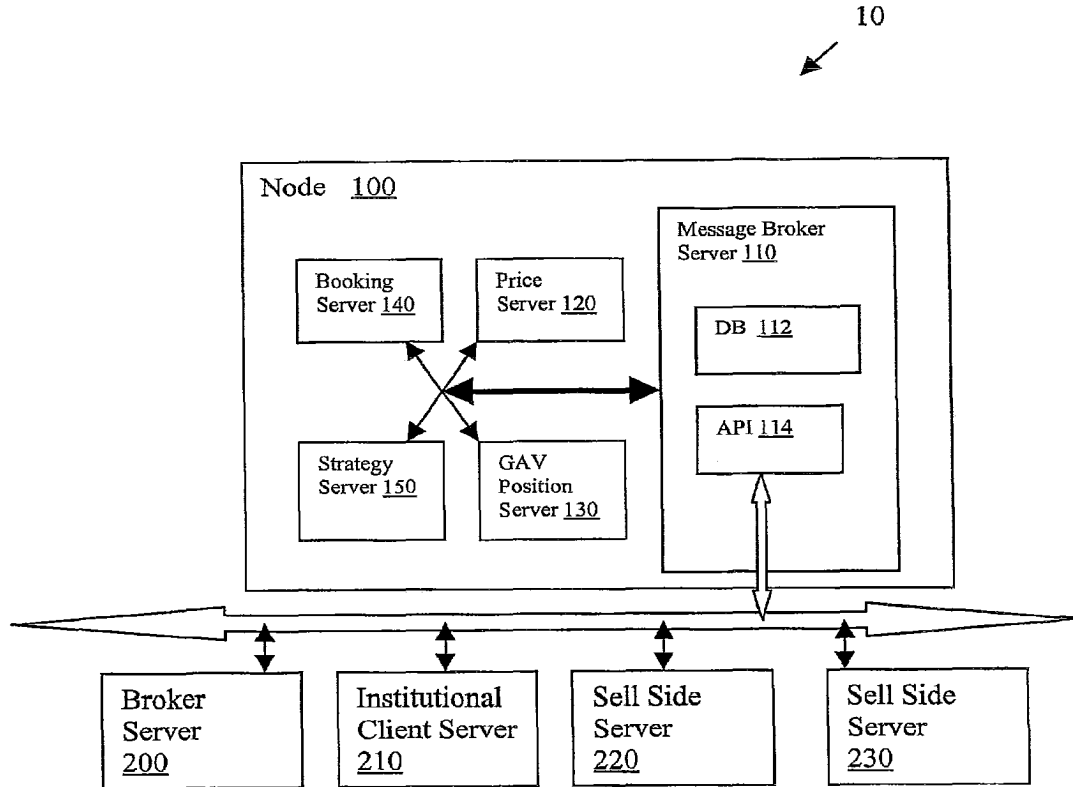 10
Node 100
Message Broker
Server 110
Booking
Server 140
Price
Server 120
DB 112
API 114
Strategy
Server 150
GAV
Position
Server 130
Broker
Server
200
Institutional
Client Server
210
Sell Side
Server
220
Sell Side
Server
230